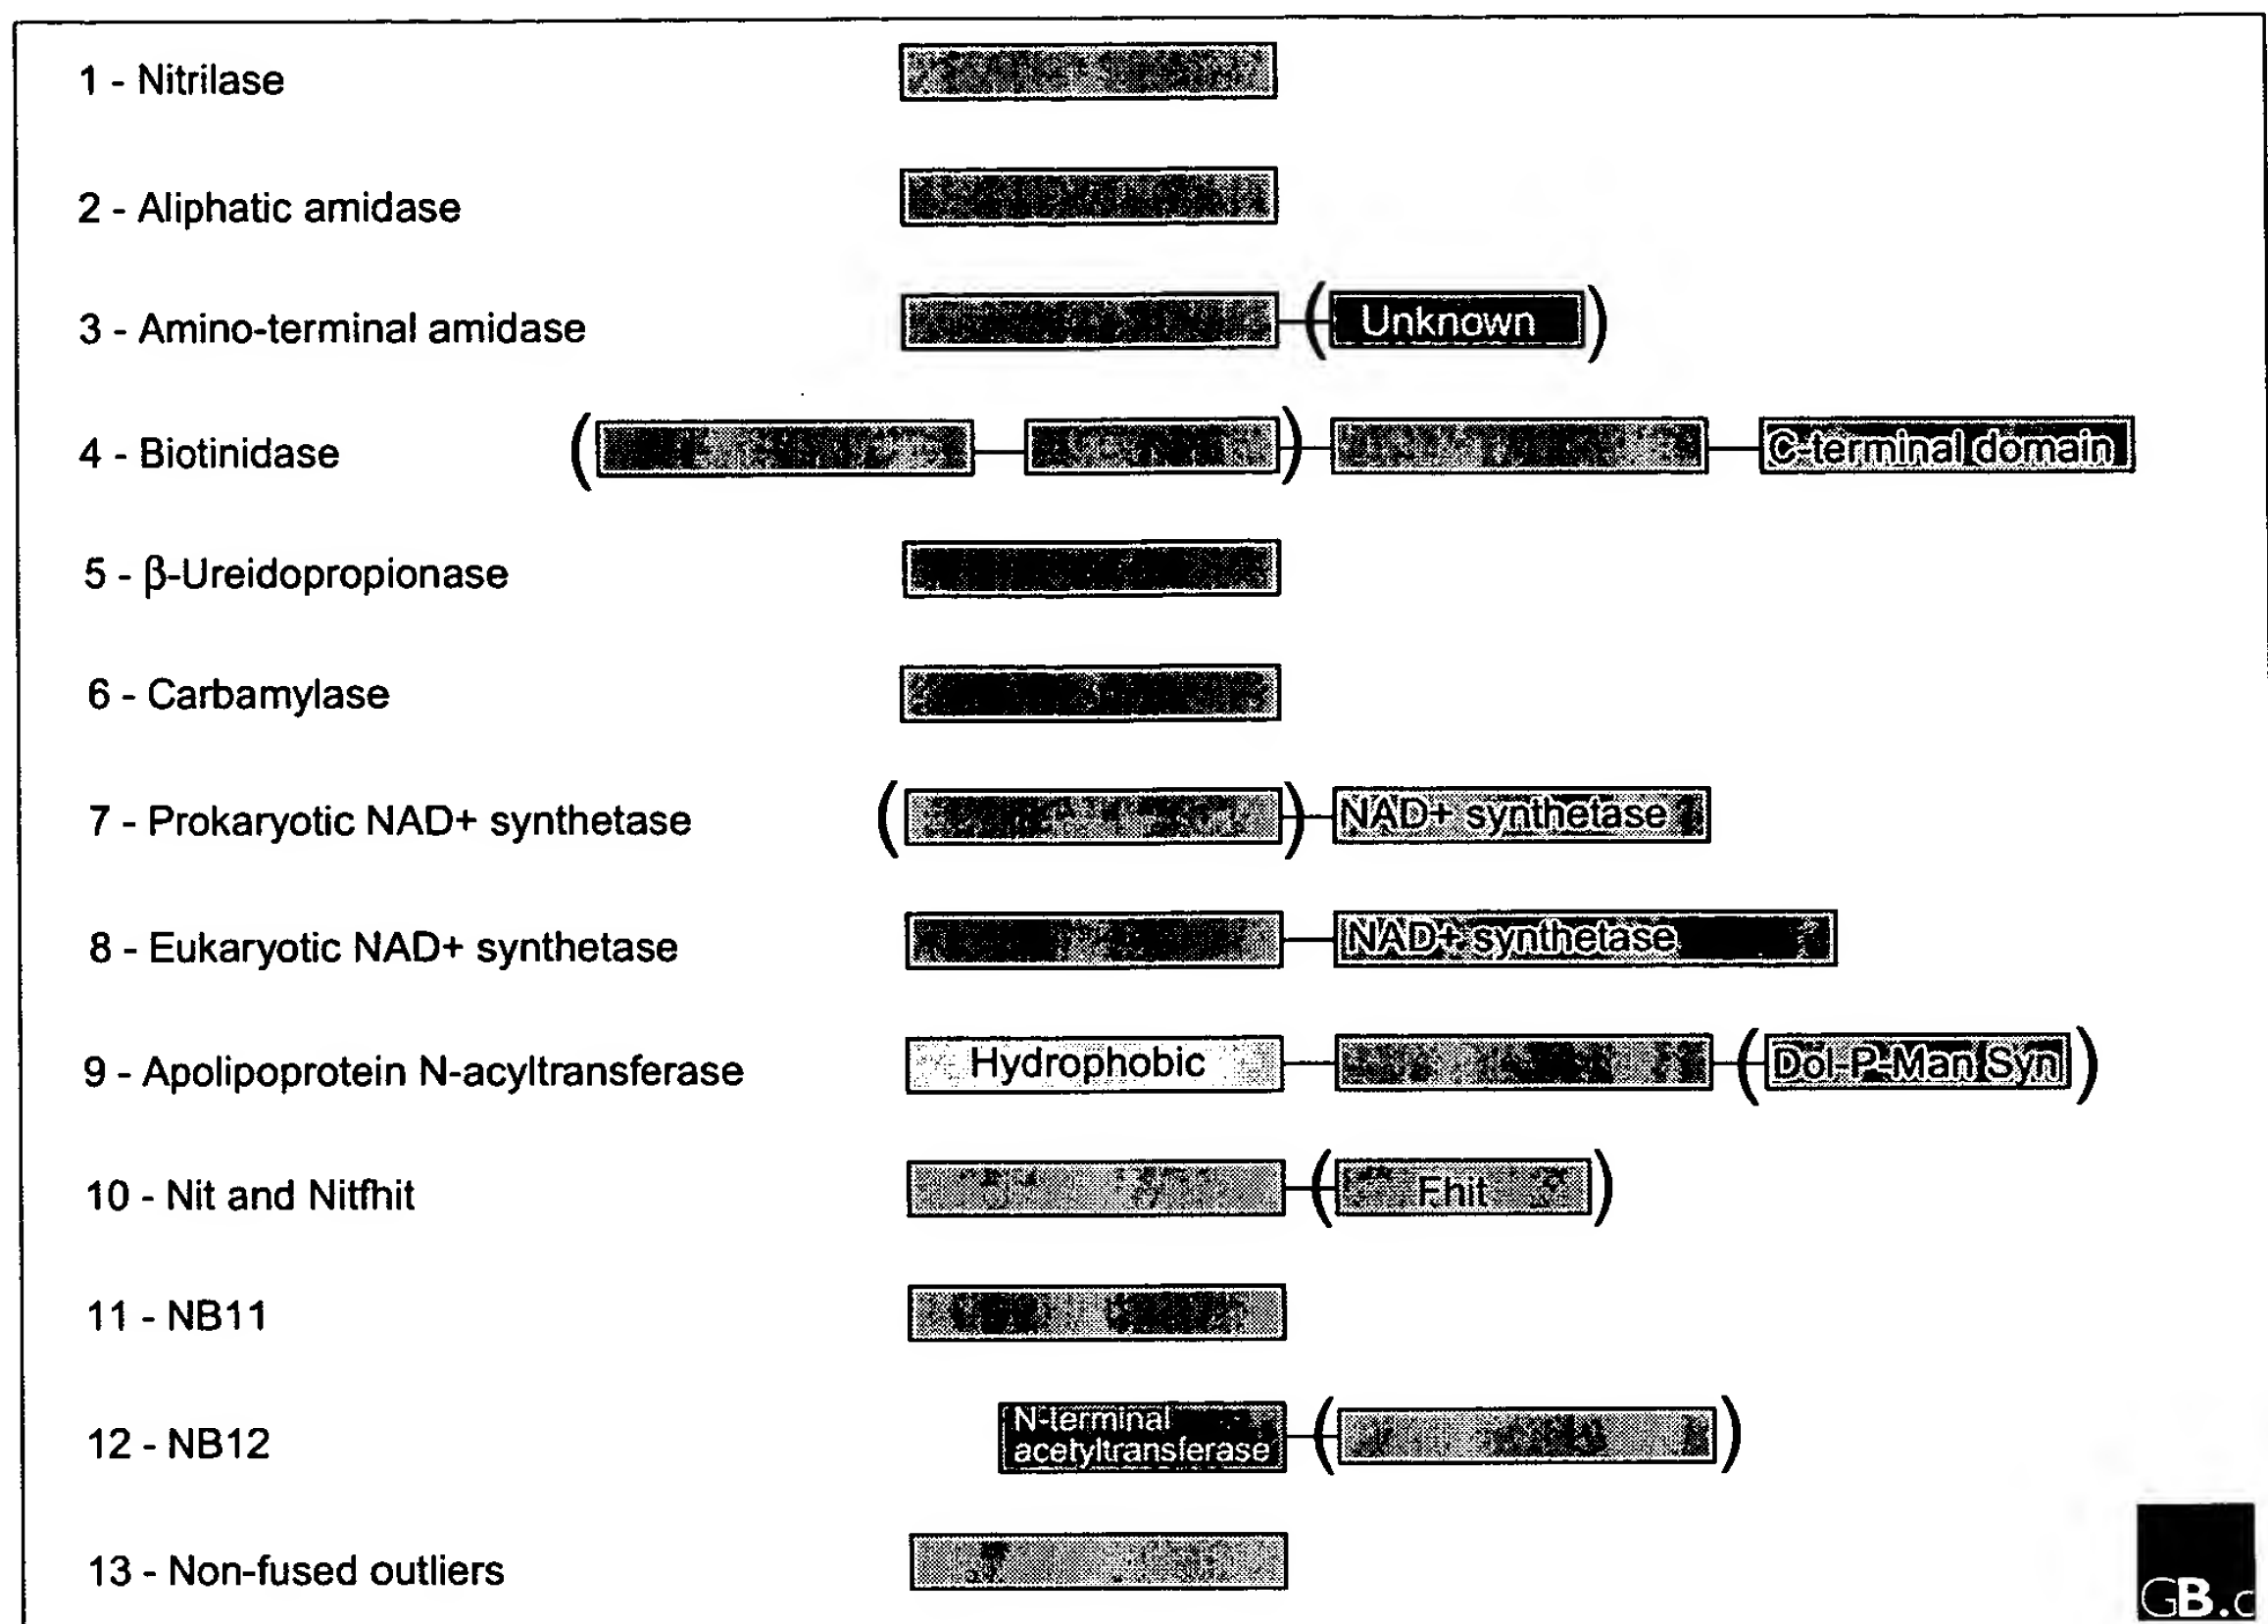 1 - Nitrilase
2 - Aliphatic amidase
3 - Amino-terminal amidase
Unknown
4 - Biotinidase
C-terminal domain
5 - β-Ureidopropionase
6 - Carbamylase
7 - Prokaryotic NAD+ synthetase
NAD+ synthetase
8 - Eukaryotic NAD+ synthetase
NAD+ synthetase
9 - Apolipoprotein N-acyltransferase
Hydrophobic
Dol-P-Man Syn
10 - Nit and Nitfhit
Fhit
11 - NB11
12 - NB12
N-terminal
acetyltransferase
13 - Non-fused outliers
GB.c